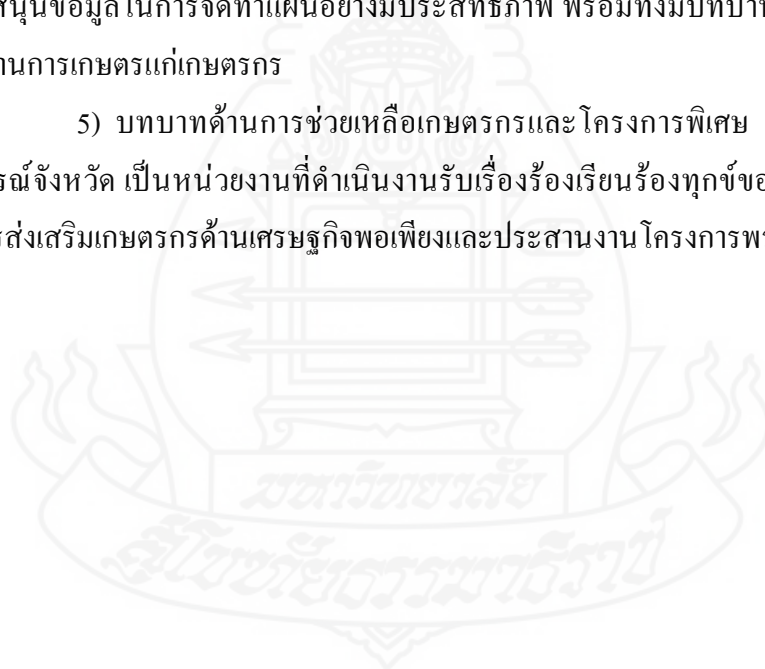 สนุนข้อมูลในการจัดทำแผนอย่างมีประสิทธิภาพ พร้อมทั้งมีบทบาท
านการเกษตรแก่เกษตรกร
5) บทบาทด้านการช่วยเหลือเกษตรกรและโครงการพิเศษ
รณ์จังหวัด เป็นหน่วยงานที่ดำเนินงานรับเรื่องร้องเรียนร้องทุกข์ขอ
รส่งเสริมเกษตรกรด้านเศรษฐกิจพอเพียงและประสานงานโครงการพร
มหาวิทยาลัย
สุโขทัยธรรมาธิราช